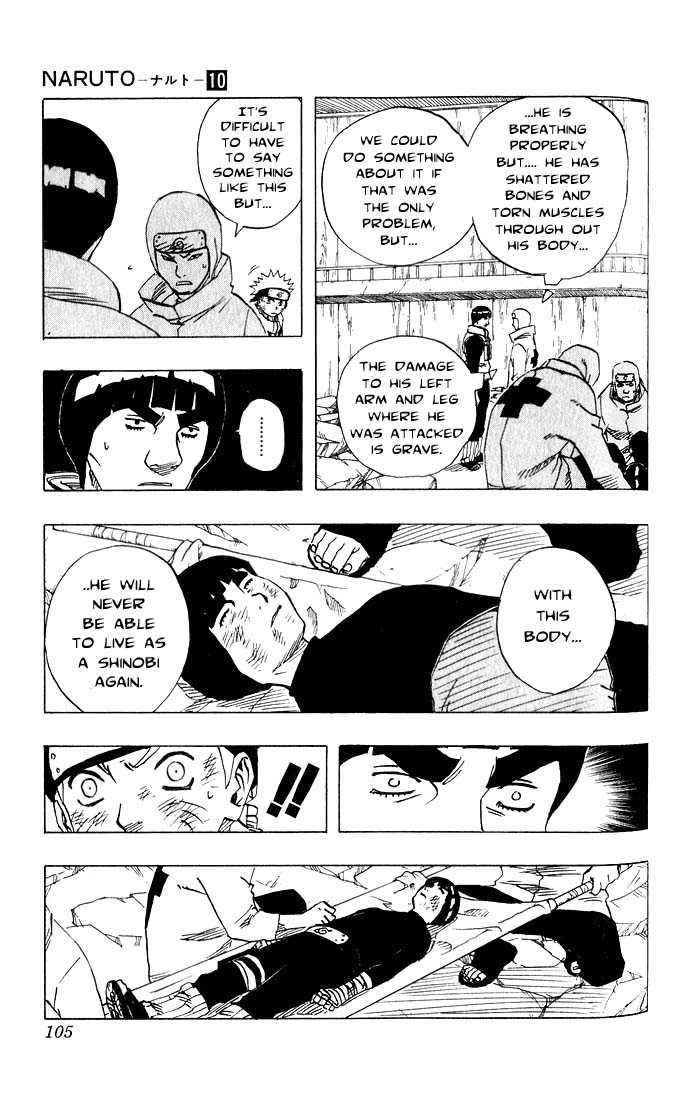 NARUTO －ナルト－ 10
...HE IS
BREATHING
PROPERLY
BUT.... HE HAS
SHATTERED
BONES AND
TORN MUSCLES
THROUGH OUT
HIS BODY...
WE COULD
DO SOMETHING
ABOUT IT IF
THAT WAS
THE ONLY
PROBLEM,
BUT...
THE DAMAGE
TO HIS LEFT
ARM AND LEG
WHERE HE
WAS ATTACKED
IS GRAVE.
IT'S
DIFFICULT
TO HAVE
TO SAY
SOMETHING
LIKE THIS
BUT...
........
WITH
THIS
BODY...
..HE WILL
NEVER
BE ABLE
TO LIVE AS
A SHINOBI
AGAIN.
!!
105